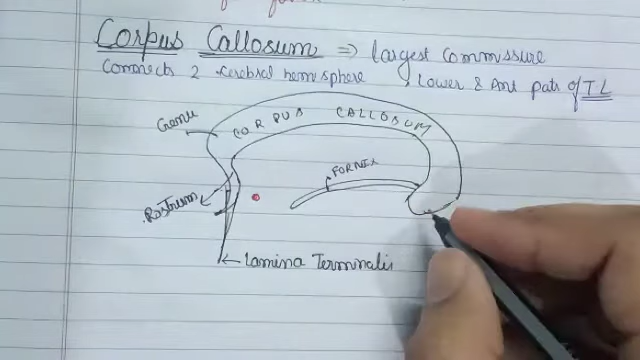 Corpus Callosum ⇒ largest commissure
Connects 2 cerebral hemisphere , Lower & Ant parts of TL
Genu
CORPUS CALLOSUM
FORNIX
Rostrum
Lamina Terminalis